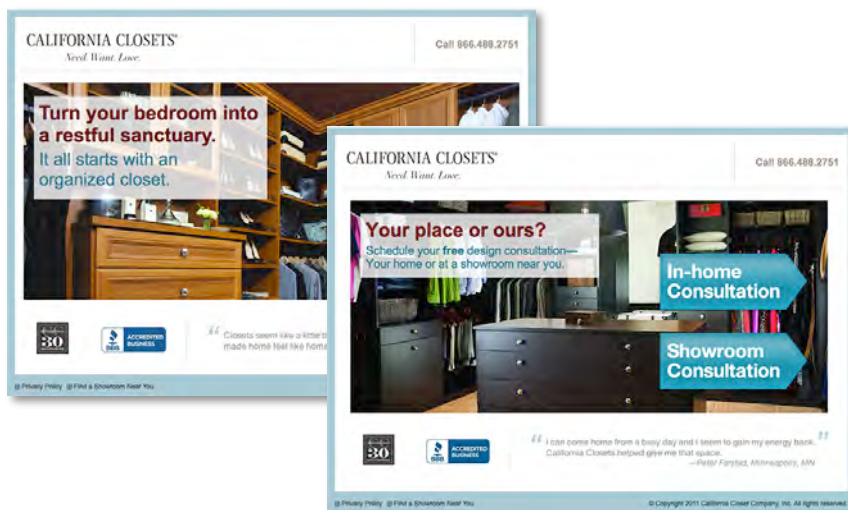 CALIFORNIA CLOSETS®
Need. Want. Love.
Call 866.488.2751
Turn your bedroom into
a restful sanctuary.
It all starts with an
organized closet.
30
BBB
ACCREDITED
BUSINESS
“ Closets seem like a little
made home feel like home
Privacy Policy Find a Showroom Near You
CALIFORNIA CLOSETS®
Need. Want. Love.
Call 866.488.2751
Your place or ours?
Schedule your free design consultation—
Your home or at a showroom near you.
In-home
Consultation
Showroom
Consultation
30
BBB
ACCREDITED
BUSINESS
“ I can come home from a busy day and I seem to gain my energy back. ”
California Closets helped give me that space.
—Peter Minneapolis, MN
Privacy Policy Find a Showroom Near You
© Copyright 2011 California Closet Company, Inc. All rights reserved.